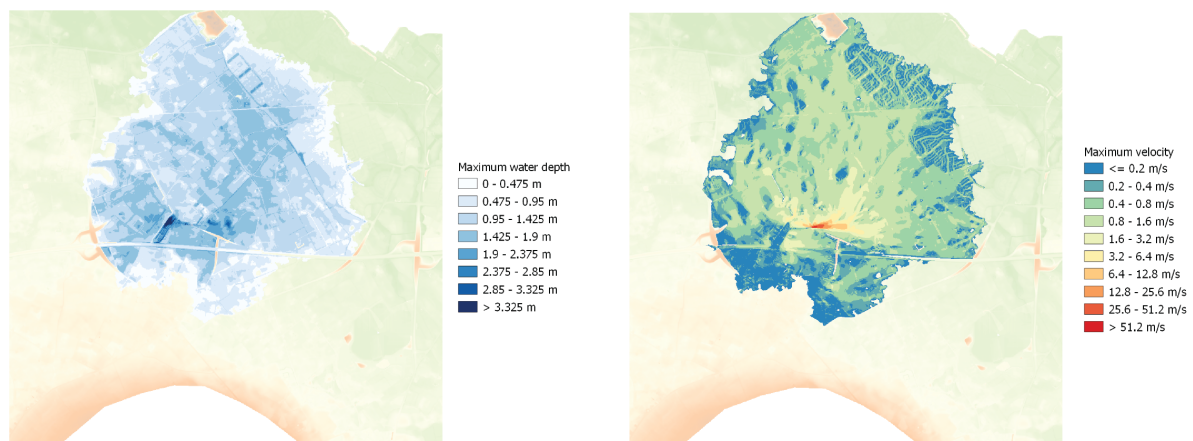 Maximum water depth
0 - 0.475 m
0.475 - 0.95 m
0.95 - 1.425 m
1.425 - 1.9 m
1.9 - 2.375 m
2.375 - 2.85 m
2.85 - 3.325 m
> 3.325 m
Maximum velocity
<= 0.2 m/s
0.2 - 0.4 m/s
0.4 - 0.8 m/s
0.8 - 1.6 m/s
1.6 - 3.2 m/s
3.2 - 6.4 m/s
6.4 - 12.8 m/s
12.8 - 25.6 m/s
25.6 - 51.2 m/s
> 51.2 m/s